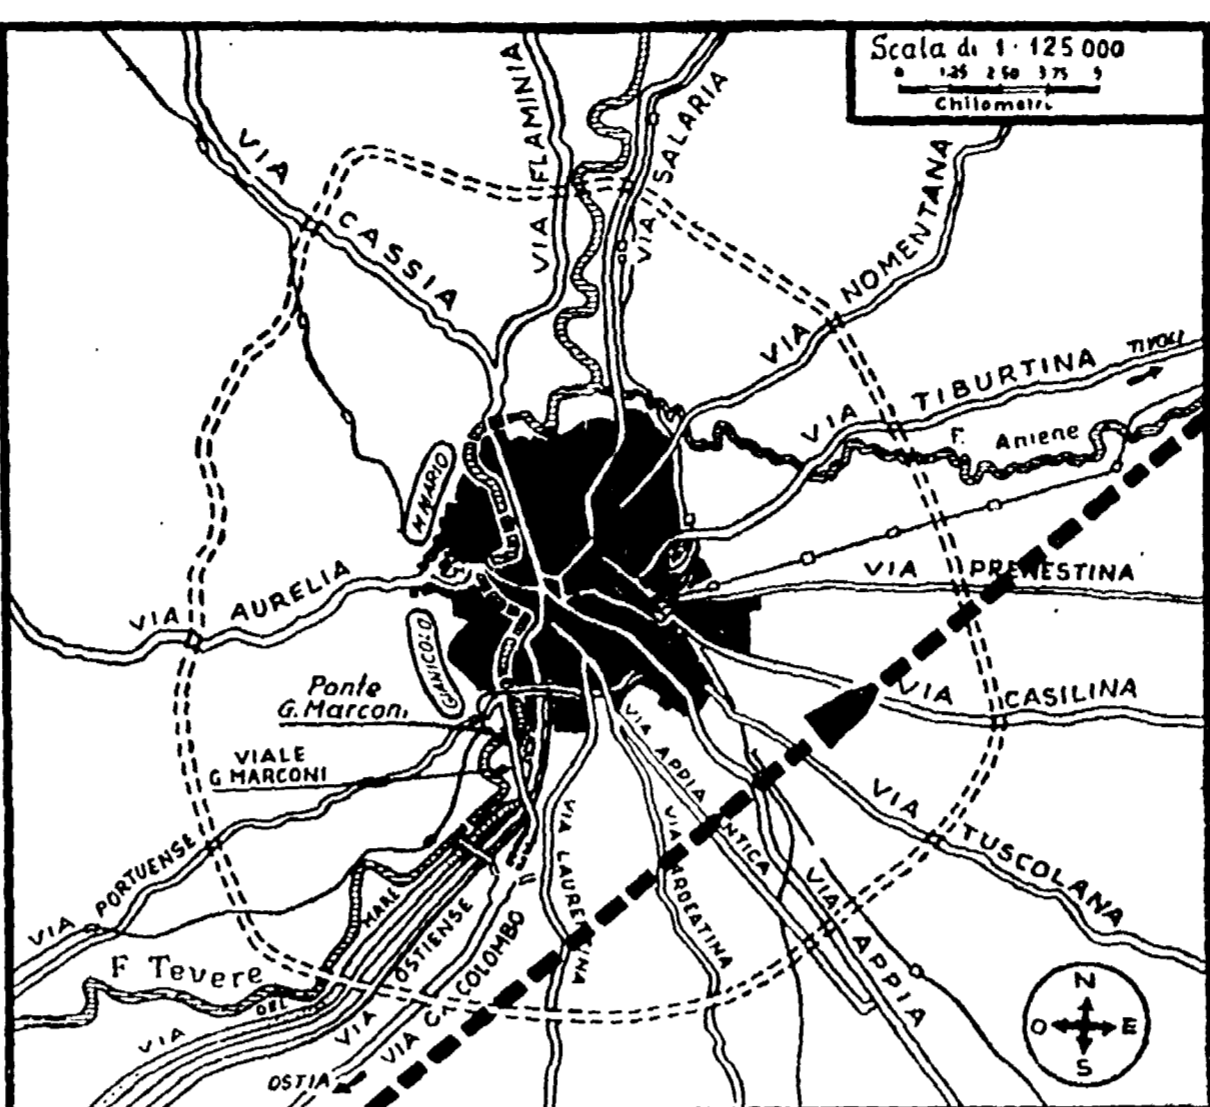 Scala di 1:125 000
0 1.25 2 50 3 75 5
Chilometri
VIA CASSIA
VIA FLAMINIA
VIA SALARIA
VIA NOMENTANA
VIA TIBURTINA
TIVOLI
F. Aniene
M. MARIO
VIA AURELIA
VIA PRENESTINA
GIANICOLO
Ponte
G. Marconi
VIALE
G MARCONI
VIA CASILINA
VIA APPIA ANTICA
VIA TUSCOLANA
VIA PORTUENSE
VIA LAURENTINA
VIA ARDEATINA
VIA APPIA
F Tevere
VIA DEL MARE
VIA OSTIENSE
VIA C. COLOMBO
OSTIA
N
O E
S